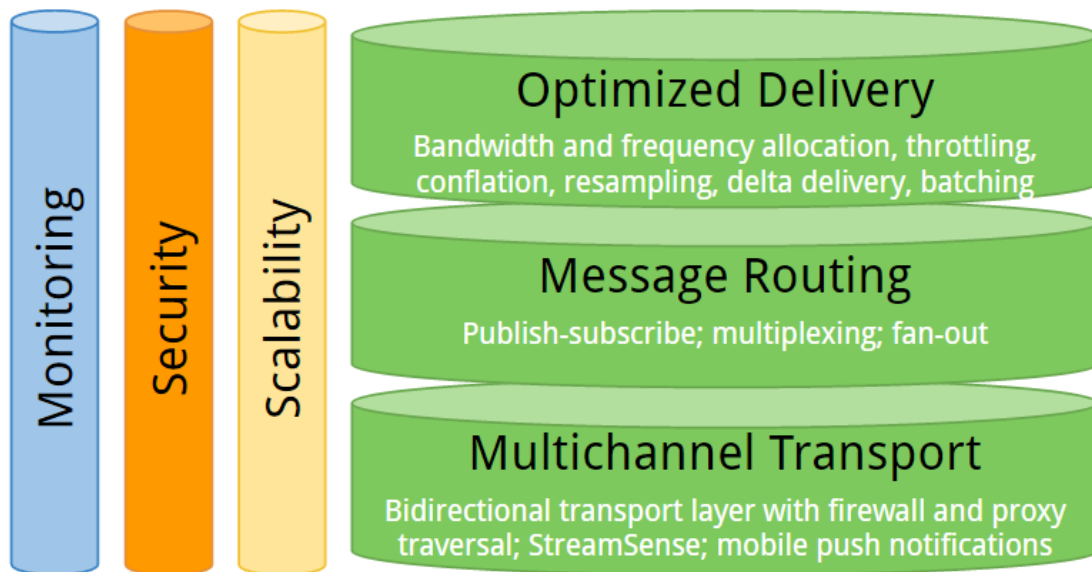 Monitoring
Security
Scalability
Optimized Delivery
Bandwidth and frequency allocation, throttling,
conflation, resampling, delta delivery, batching
Message Routing
Publish-subscribe; multiplexing; fan-out
Multichannel Transport
Bidirectional transport layer with firewall and proxy
traversal; StreamSense; mobile push notifications